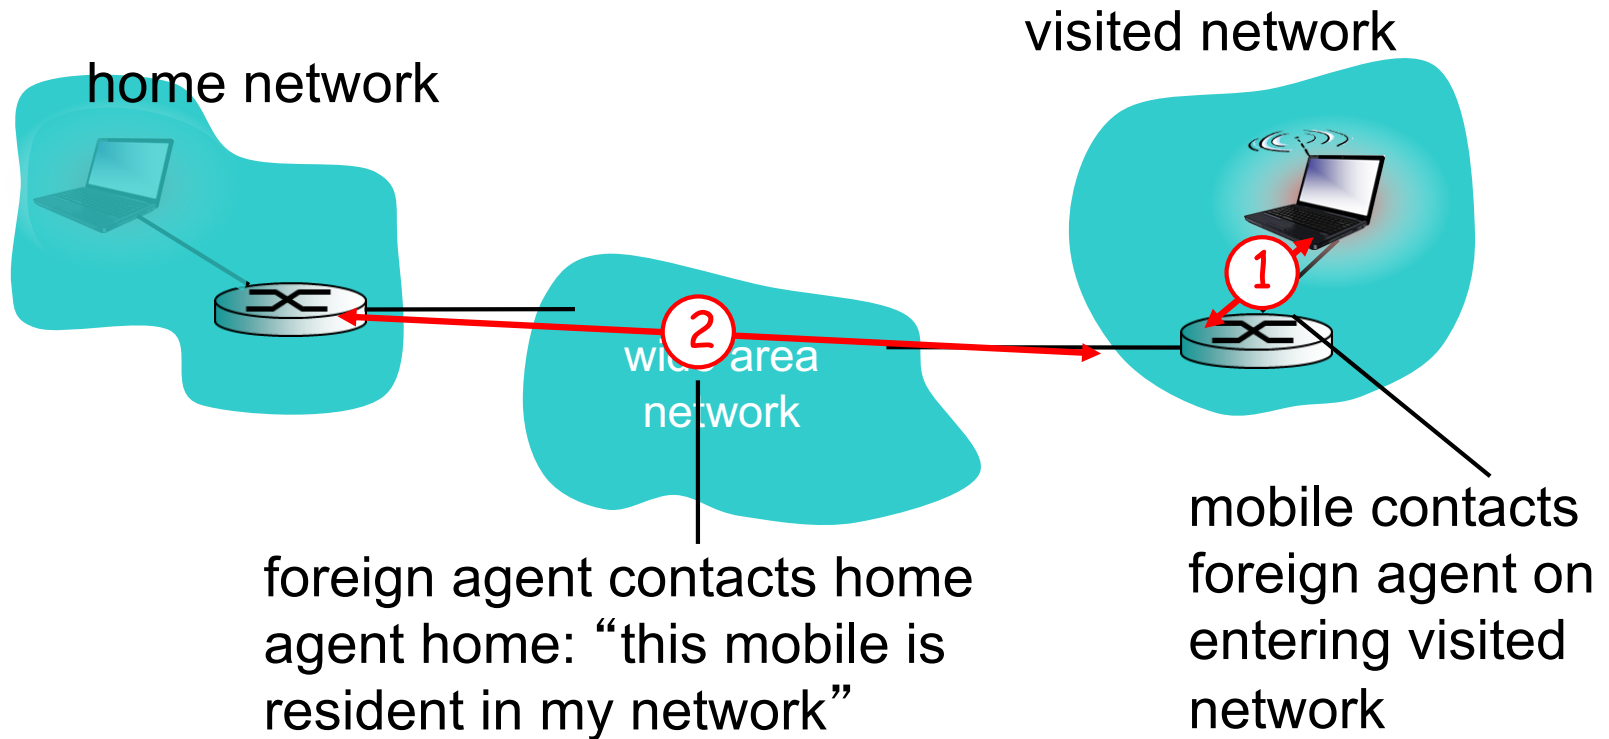 visited network
home network
1
2
wide area
network
mobile contacts
foreign agent on
entering visited
network
foreign agent contacts home
agent home: “this mobile is
resident in my network”